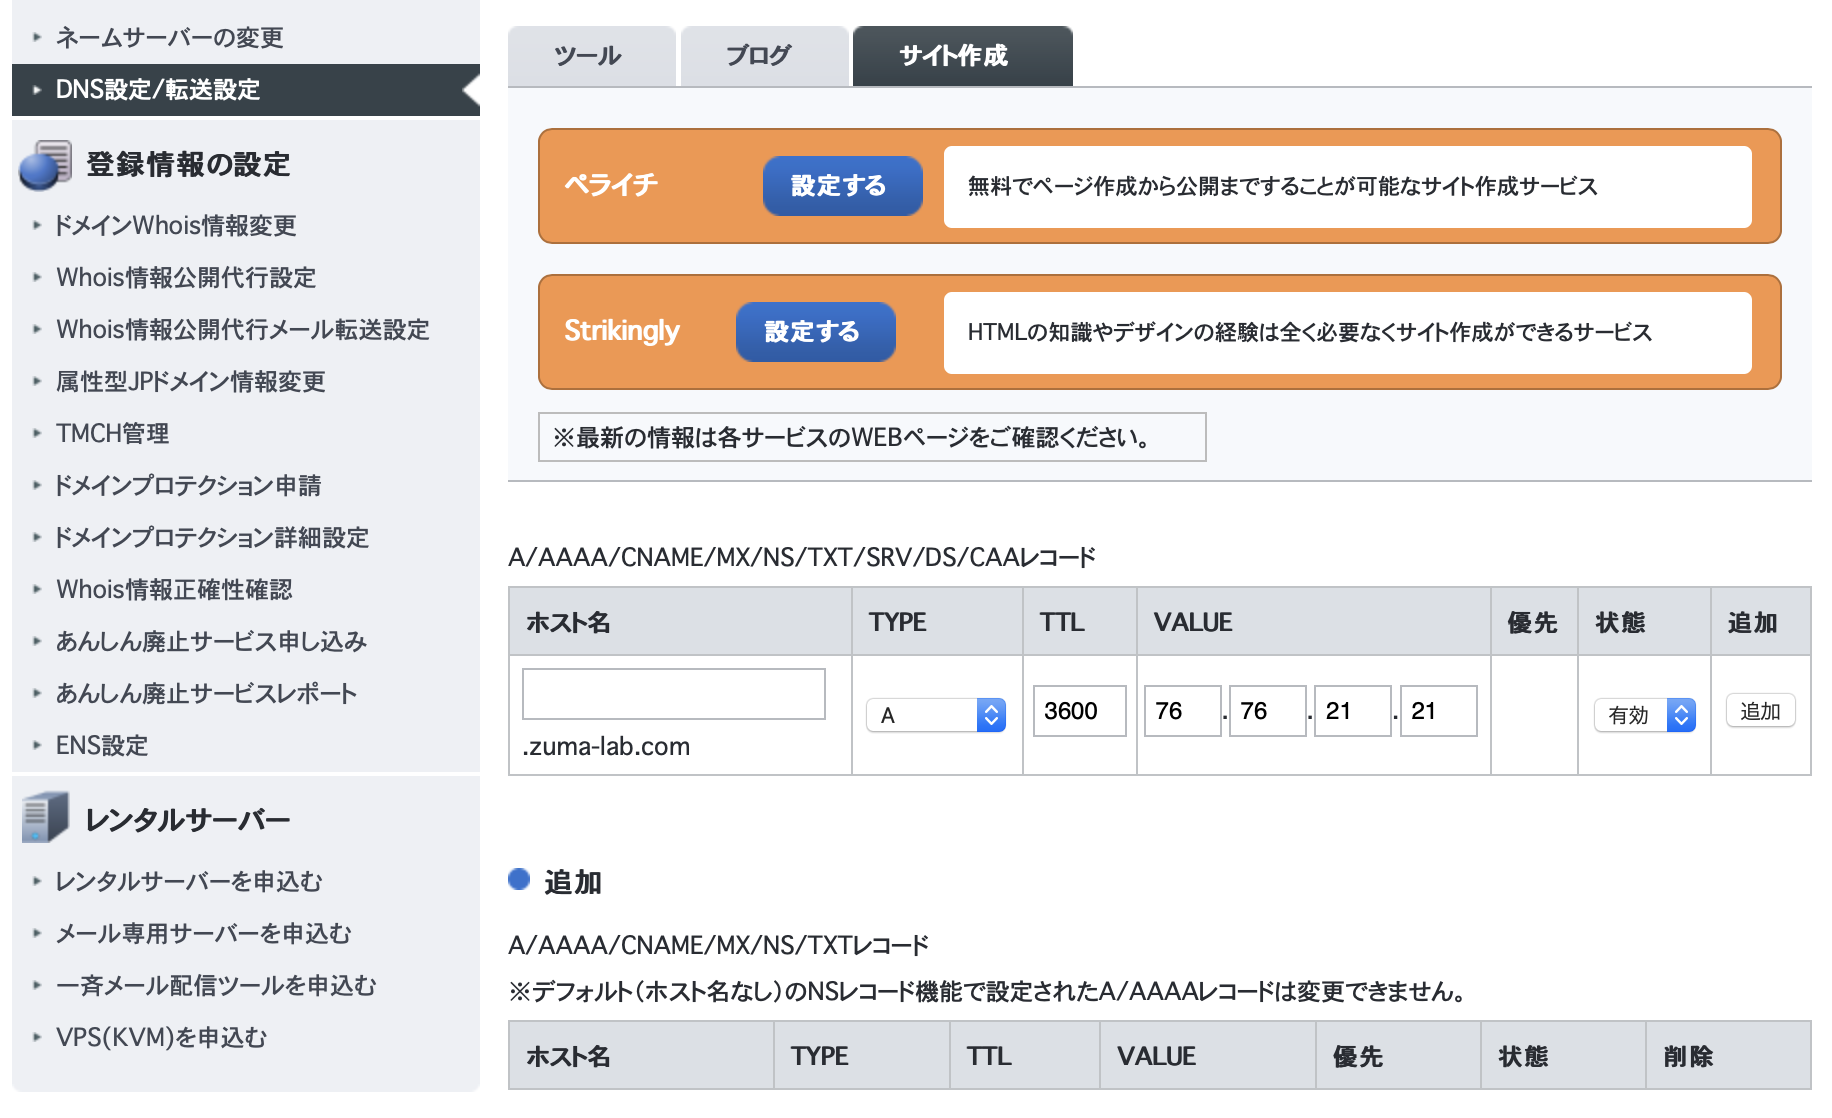 ネームサーバーの変更
DNS設定/転送設定
登録情報の設定
ドメインWhois情報変更
Whois情報公開代行設定
Whois情報公開代行メール転送設定
属性型JPドメイン情報変更
TMCH管理
ドメインプロテクション申請
ドメインプロテクション詳細設定
Whois情報正確性確認
あんしん廃止サービス申し込み
あんしん廃止サービスレポート
ENS設定
レンタルサーバー
レンタルサーバーを申込む
メール専用サーバーを申込む
一斉メール配信ツールを申込む
VPS(KVM)を申込む
ツール ブログ サイト作成
ペライチ 設定する 無料でページ作成から公開まですることが可能なサイト作成サービス
Strikingly 設定する HTMLの知識やデザインの経験は全く必要なくサイト作成ができるサービス
※最新の情報は各サービスのWEBページをご確認ください。
A/AAAA/CNAME/MX/NS/TXT/SRV/DS/CAAレコード
ホスト名 TYPE TTL VALUE 優先 状態 追加
A 3600 76 . 76 . 21 . 21 有効 追加
.zuma-lab.com
追加
A/AAAA/CNAME/MX/NS/TXTレコード
※デフォルト(ホスト名なし)のNSレコード機能で設定されたA/AAAAレコードは変更できません。
ホスト名 TYPE TTL VALUE 優先 状態 削除